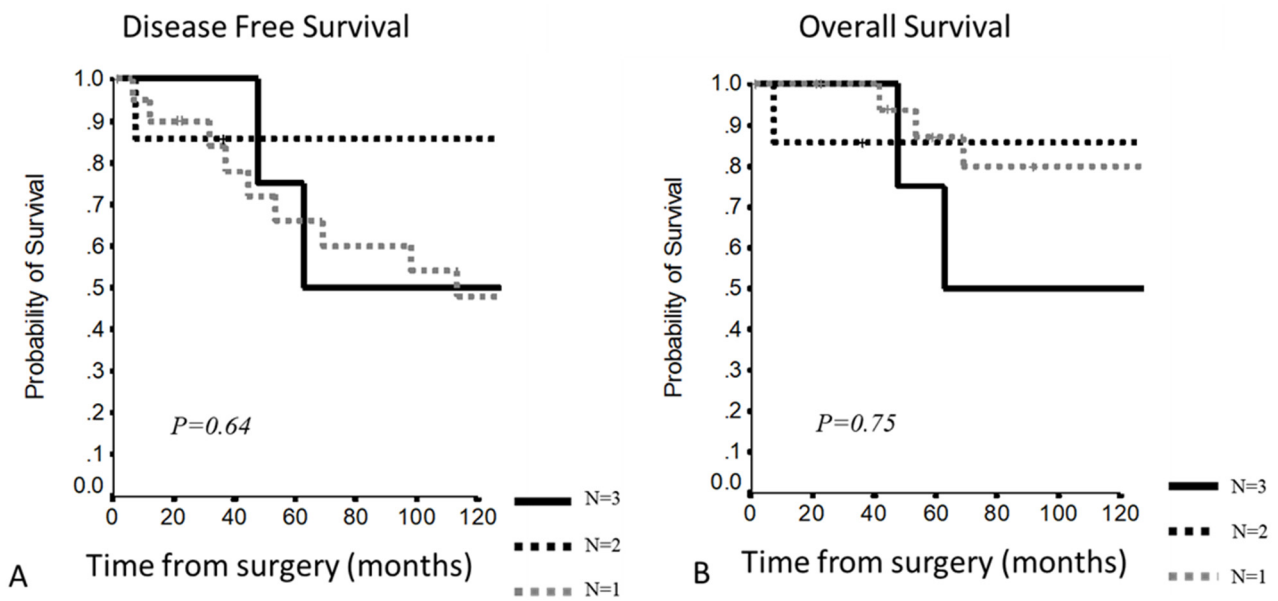 Disease Free Survival
Probability of Survival
1.0
.9
.8
.7
.6
.5
.4
.3
.2
.1
0.0
P=0.64
0 20 40 60 80 100 120
Time from surgery (months)
N=3
N=2
N=1
A
Overall Survival
Probability of Survival
1.0
.9
.8
.7
.6
.5
.4
.3
.2
.1
0.0
P=0.75
0 20 40 60 80 100 120
Time from surgery (months)
N=3
N=2
N=1
B